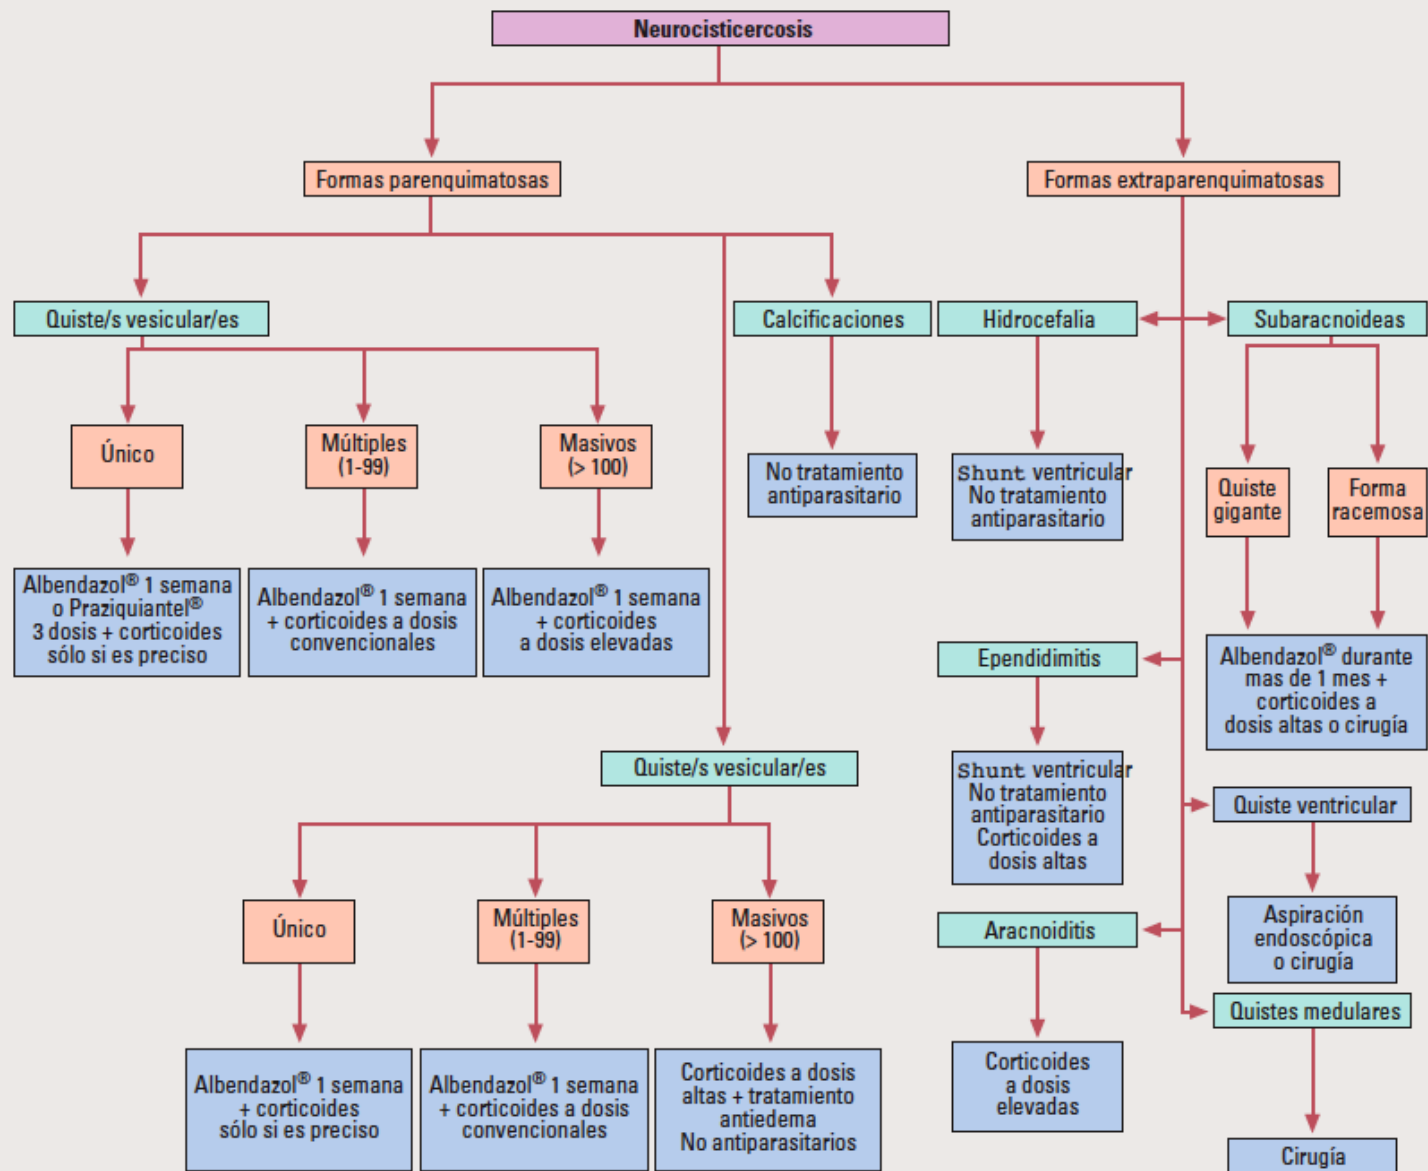 Neurocisticercosis
Formas parenquimatosas
Formas extraparenquimatosas
Quiste/s vesicular/es
Calcificaciones
Hidrocefalia
Subaracnoideas
Único
Múltiples
(1-99)
Masivos
(> 100)
No tratamiento
antiparasitario
Shunt ventricular
No tratamiento
antiparasitario
Quiste
gigante
Forma
racemosa
Albendazol® 1 semana
o Praziquiantel®
3 dosis + corticoides
sólo si es preciso
Albendazol® 1 semana
+ corticoides a dosis
convencionales
Albendazol® 1 semana
+ corticoides
a dosis elevadas
Ependidimitis
Albendazol® durante
mas de 1 mes +
corticoides a
dosis altas o cirugía
Quiste/s vesicular/es
Shunt ventricular
No tratamiento
antiparasitario
Corticoides a
dosis altas
Quiste ventricular
Único
Múltiples
(1-99)
Masivos
(> 100)
Aracnoiditis
Aspiración
endoscópica
o cirugía
Quistes medulares
Albendazol® 1 semana
+ corticoides
sólo si es preciso
Albendazol® 1 semana
+ corticoides a dosis
convencionales
Corticoides a dosis
altas + tratamiento
antiedema
No antiparasitarios
Corticoides
a dosis
elevadas
Cirugía